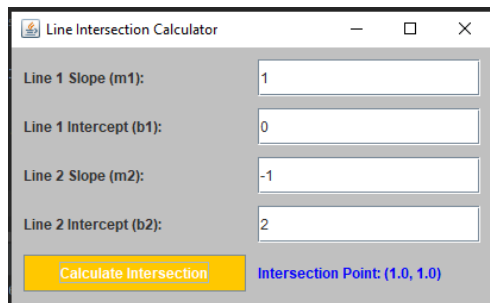 Line Intersection Calculator
Line 1 Slope (m1): 1
Line 1 Intercept (b1): 0
Line 2 Slope (m2): -1
Line 2 Intercept (b2): 2
Calculate Intersection Intersection Point: (1.0, 1.0)